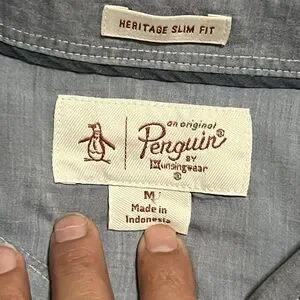 HERITAGE SLIM FIT
an original
Penguin®
BY
Munsingwear
®
M
Made in
Indonesia